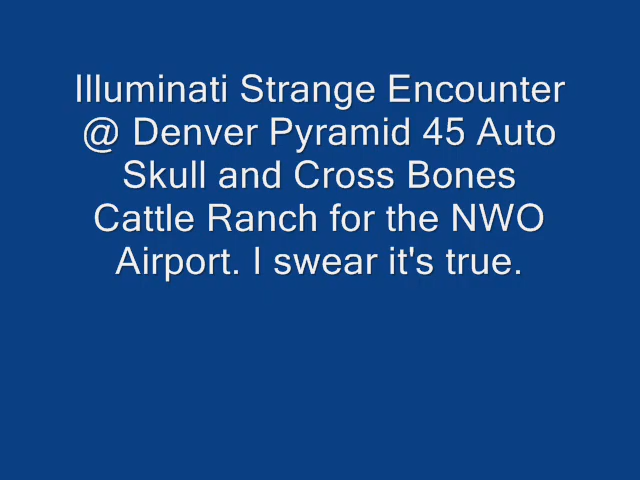 Illuminati Strange Encounter
@ Denver Pyramid 45 Auto
Skull and Cross Bones
Cattle Ranch for the NWO
Airport. I swear it's true.